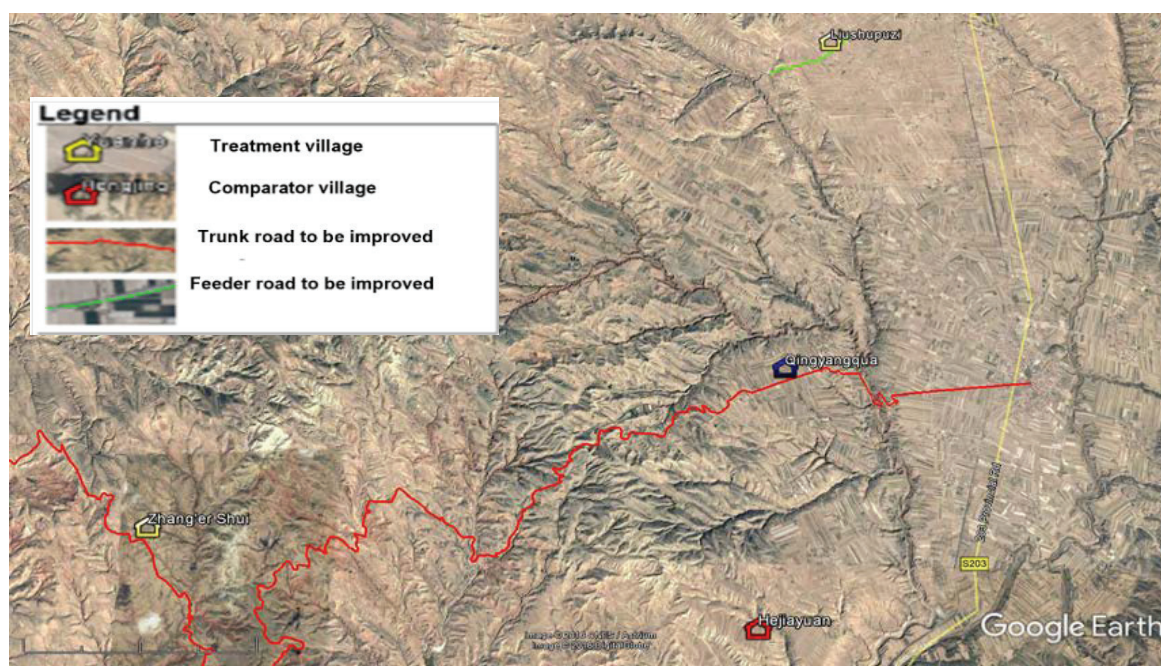 Liushupuzi
Legend
Treatment village
Comparator village
Trunk road to be improved
Feeder road to be improved
Qingyangqua
Zhang'er Shui
S203
Hejiayuan
Google Earth